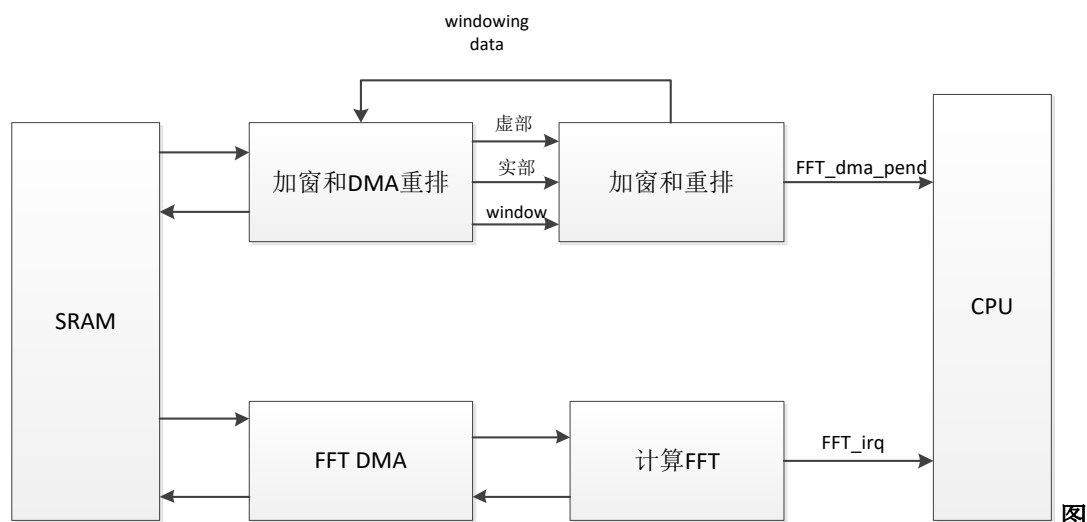 windowing
data
虚部
加窗和DMA重排
实部
加窗和重排
FFT_dma_pend
window
SRAM
CPU
FFT DMA
计算FFT
FFT_irq
图